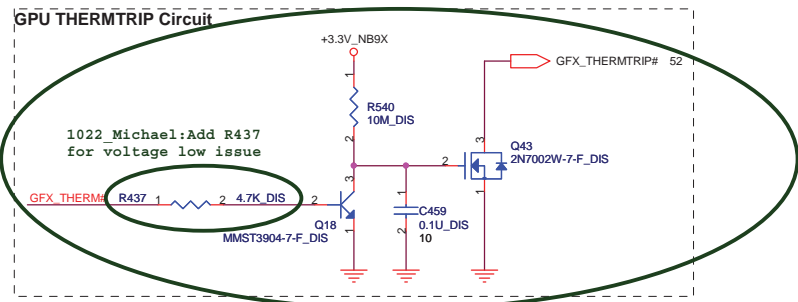 GPU THERMTRIP Circuit
+3.3V_NB9X
GFX_THERMTRIP# 52
1
R540
10M_DIS
2
1022_Michael:Add R437
for voltage low issue
3
Q43
2N7002W-7-F_DIS
2
1
GFX_THERM# R437 1 2 4.7K_DIS 2
3
Q18
MMST3904-7-F_DIS
1
1
C459
0.1U_DIS
10
2